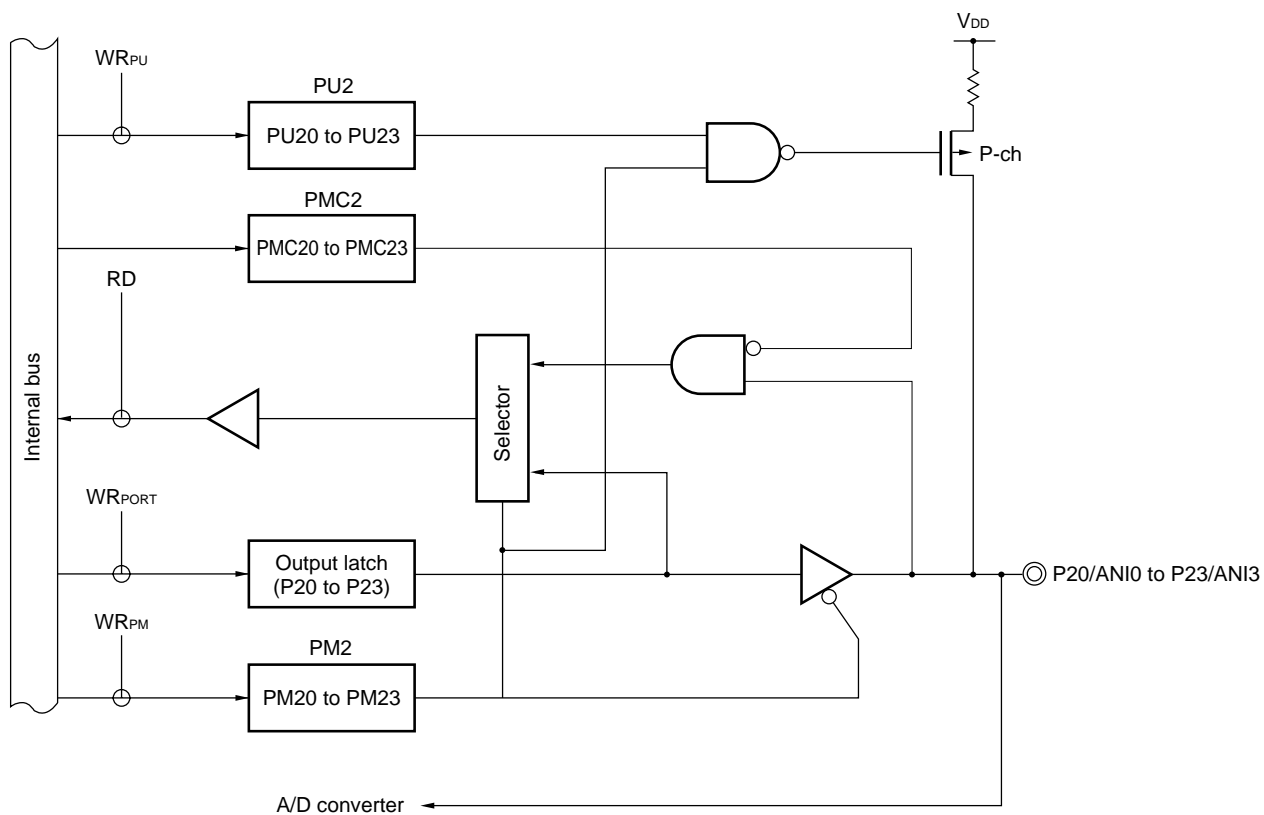 VDD
WRPU
PU2
PU20 to PU23
P-ch
PMC2
PMC20 to PMC23
RD
Internal bus
Selector
WRPORT
Output latch
(P20 to P23)
P20/ANI0 to P23/ANI3
WRPM
PM2
PM20 to PM23
A/D converter